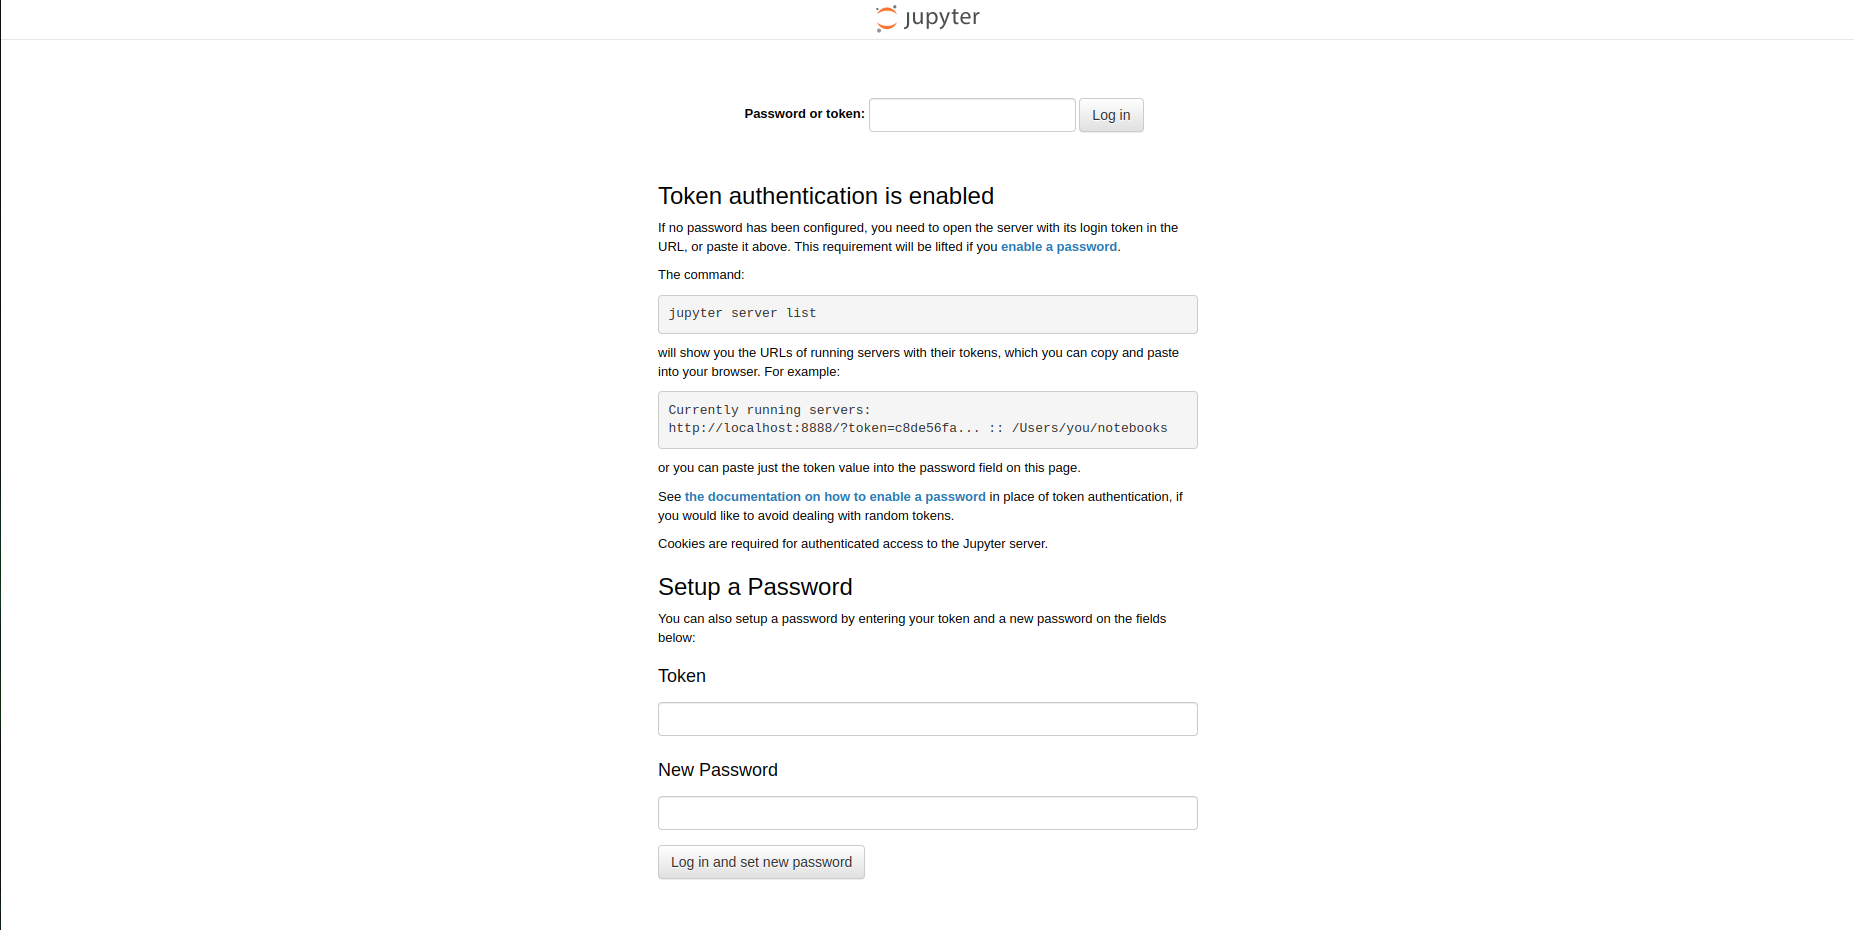 jupyter
Password or token:
Log in
Token authentication is enabled
If no password has been configured, you need to open the server with its login token in the
URL, or paste it above. This requirement will be lifted if you enable a password.
The command:
jupyter server list
will show you the URLs of running servers with their tokens, which you can copy and paste
into your browser. For example:
Currently running servers:
http://localhost:8888/?token=c8de56fa... :: /Users/you/notebooks
or you can paste just the token value into the password field on this page.
See the documentation on how to enable a password in place of token authentication, if
you would like to avoid dealing with random tokens.
Cookies are required for authenticated access to the Jupyter server.
Setup a Password
You can also setup a password by entering your token and a new password on the fields
below:
Token
New Password
Log in and set new password